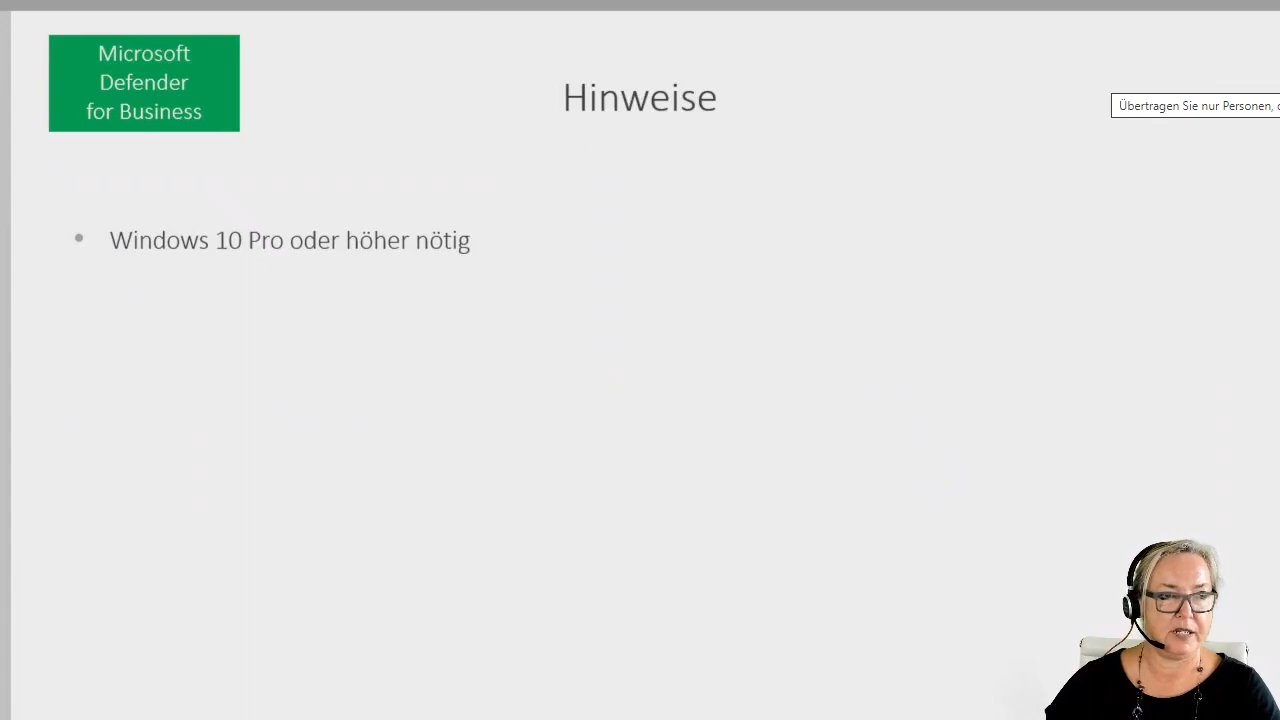 Microsoft
Defender
for Business
Hinweise
Übertragen Sie nur Personen,
• Windows 10 Pro oder höher nötig